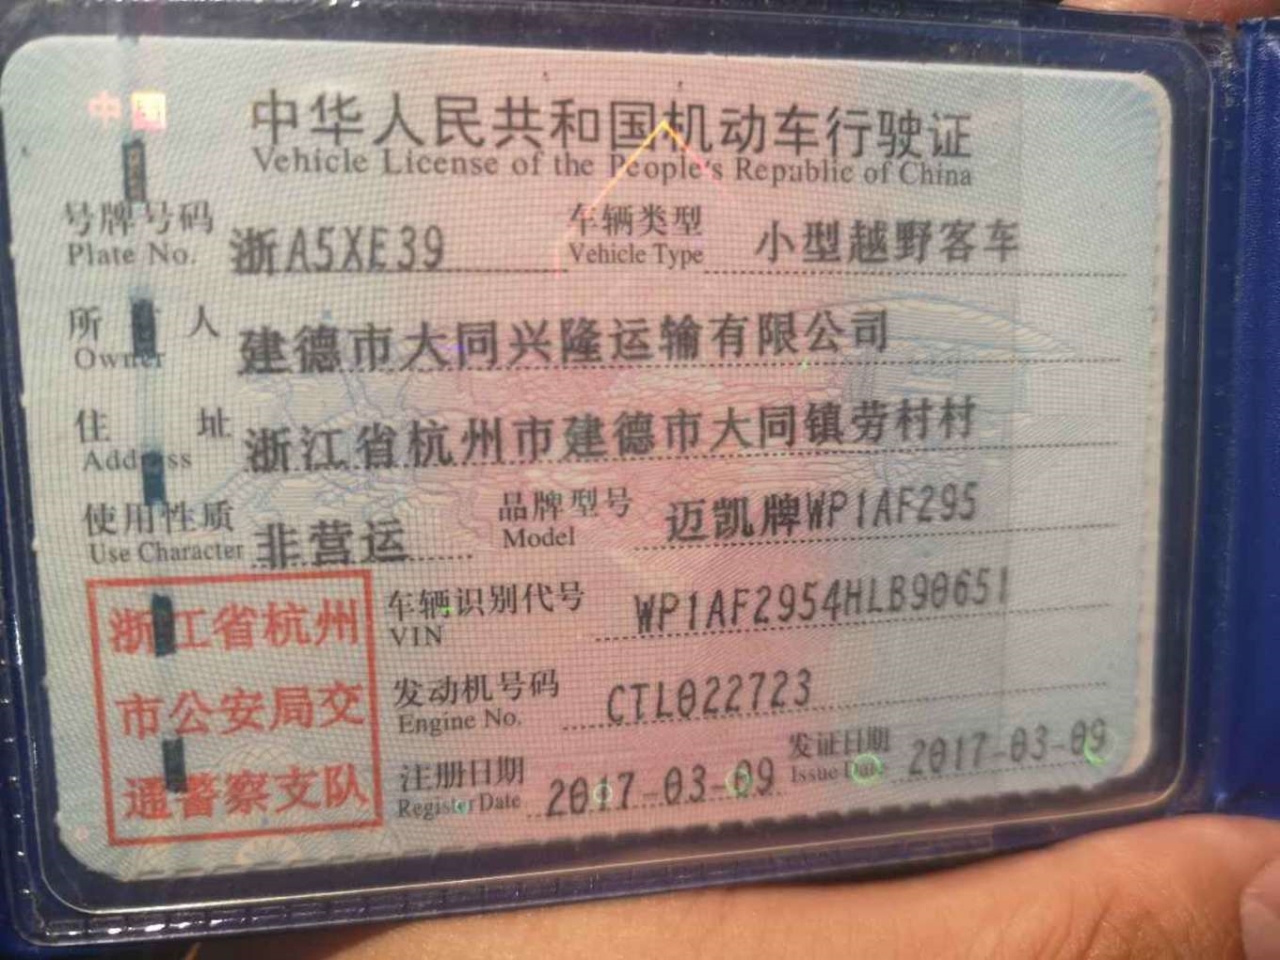 中国
中华人民共和国机动车行驶证
Vehicle License of the People's Republic of China
号牌号码 浙A5XE39 车辆类型 小型越野客车
Plate No. Vehicle Type
所有人 建德市大同兴隆运输有限公司
Owner
住址 浙江省杭州市建德市大同镇劳村村
Address
使用性质 非营运 品牌型号 迈凯牌WP1AF295
Use Character Model
浙江省杭州
市公安局交
通警察支队
车辆识别代号 WP1AF2954HLB90651
VIN
发动机号码 CTL022723
Engine No.
注册日期 2017-03-09 发证日期 2017-03-09
Register Date Issue Date